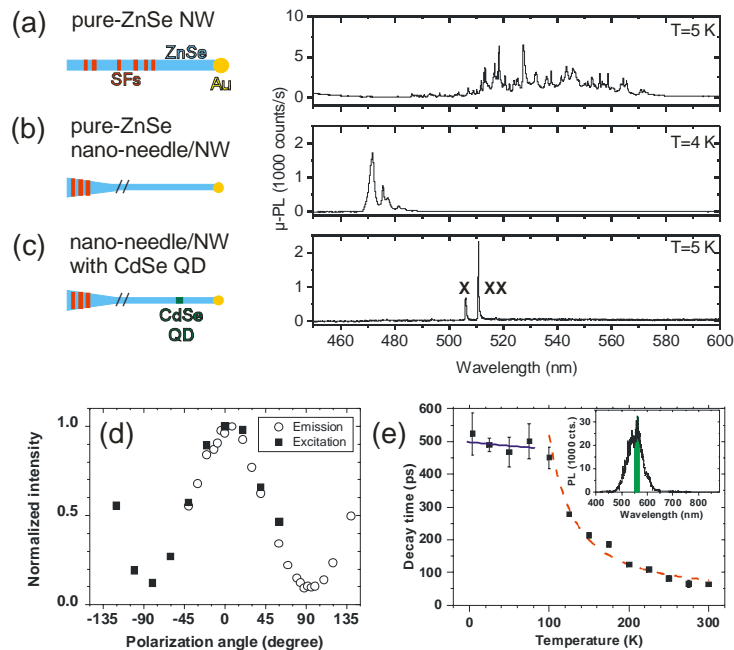 (a)
pure-ZnSe NW
ZnSe
SFs
Au
(b)
pure-ZnSe
nano-needle/NW
(c)
nano-needle/NW
with CdSe QD
CdSe
QD
10
5
0
T=5 K
2
1
0
T=4 K
2
1
0
T=5 K
X XX
µ-PL (1000 counts/s)
460 480 500 520 540 560 580 600
Wavelength (nm)
(d)
Emission
Excitation
1.0
0.5
0.0
Normalized intensity
-135 -90 -45 0 45 90 135
Polarization angle (degree)
(e)
600
500
400
300
200
100
0
Decay time (ps)
0 100 200 300
Temperature (K)
30
20
10
0
PL (1000 cts.)
400 500 600 700 800
Wavelength (nm)